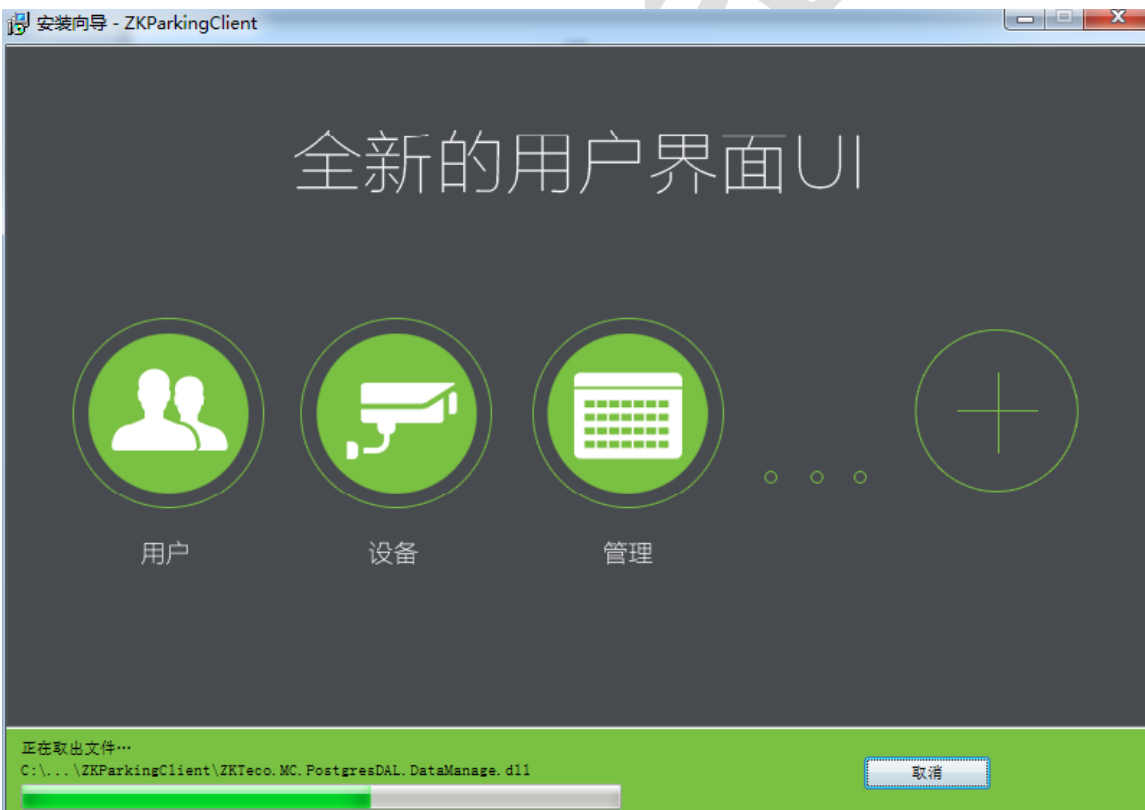 安装向导 - ZKParkingClient
全新的用户界面UI
用户
设备
管理
正在取出文件…
C:\...\ZKParkingClient\ZKTeco.MC.PostgresDAL.DataManage.dll
取消